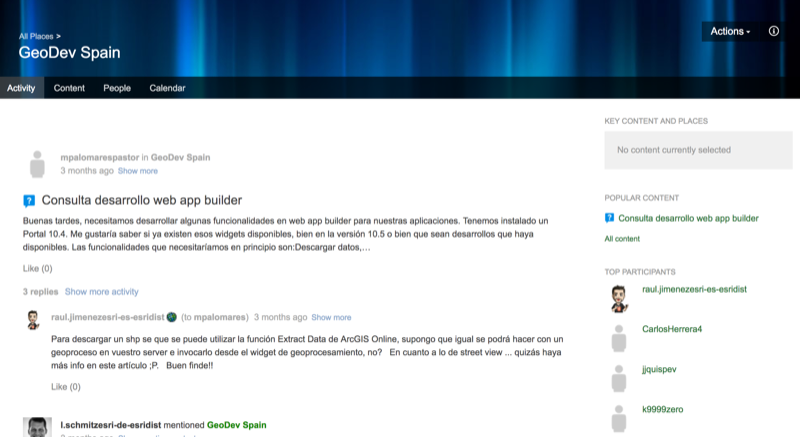 All Places >
GeoDev Spain
Actions
Activity Content People Calendar
mpalomarespastor in GeoDev Spain
3 months ago Show more
Consulta desarrollo web app builder
Buenas tardes, necesitamos desarrollar algunas funcionalidades en web app builder para nuestras aplicaciones. Tenemos instalado un
Portal 10.4. Me gustaría saber si ya existen esos widgets disponibles, bien en la versión 10.5 o bien que sean desarrollos que haya
disponibles. Las funcionalidades que necesitaríamos en principio son:Descargar datos,…
Like (0)
3 replies Show more activity
raul.jimenezesri-es-esridist (to mpalomares) 3 months ago Show more
Para descargar un shp se que se puede utilizar la función Extract Data de ArcGIS Online, supongo que igual se podrá hacer con un
geoproceso en vuestro server e invocarlo desde el widget de geoprocesamiento, no? En cuanto a lo de street view ... quizás haya
más info en este artículo ;P. Buen finde!!
Like (0)
l.schmitzesri-de-esridist mentioned GeoDev Spain
KEY CONTENT AND PLACES
No content currently selected
POPULAR CONTENT
Consulta desarrollo web app builder
All content
TOP PARTICIPANTS
raul.jimenezesri-es-esridist
CarlosHerrera4
jjquispev
k9999zero